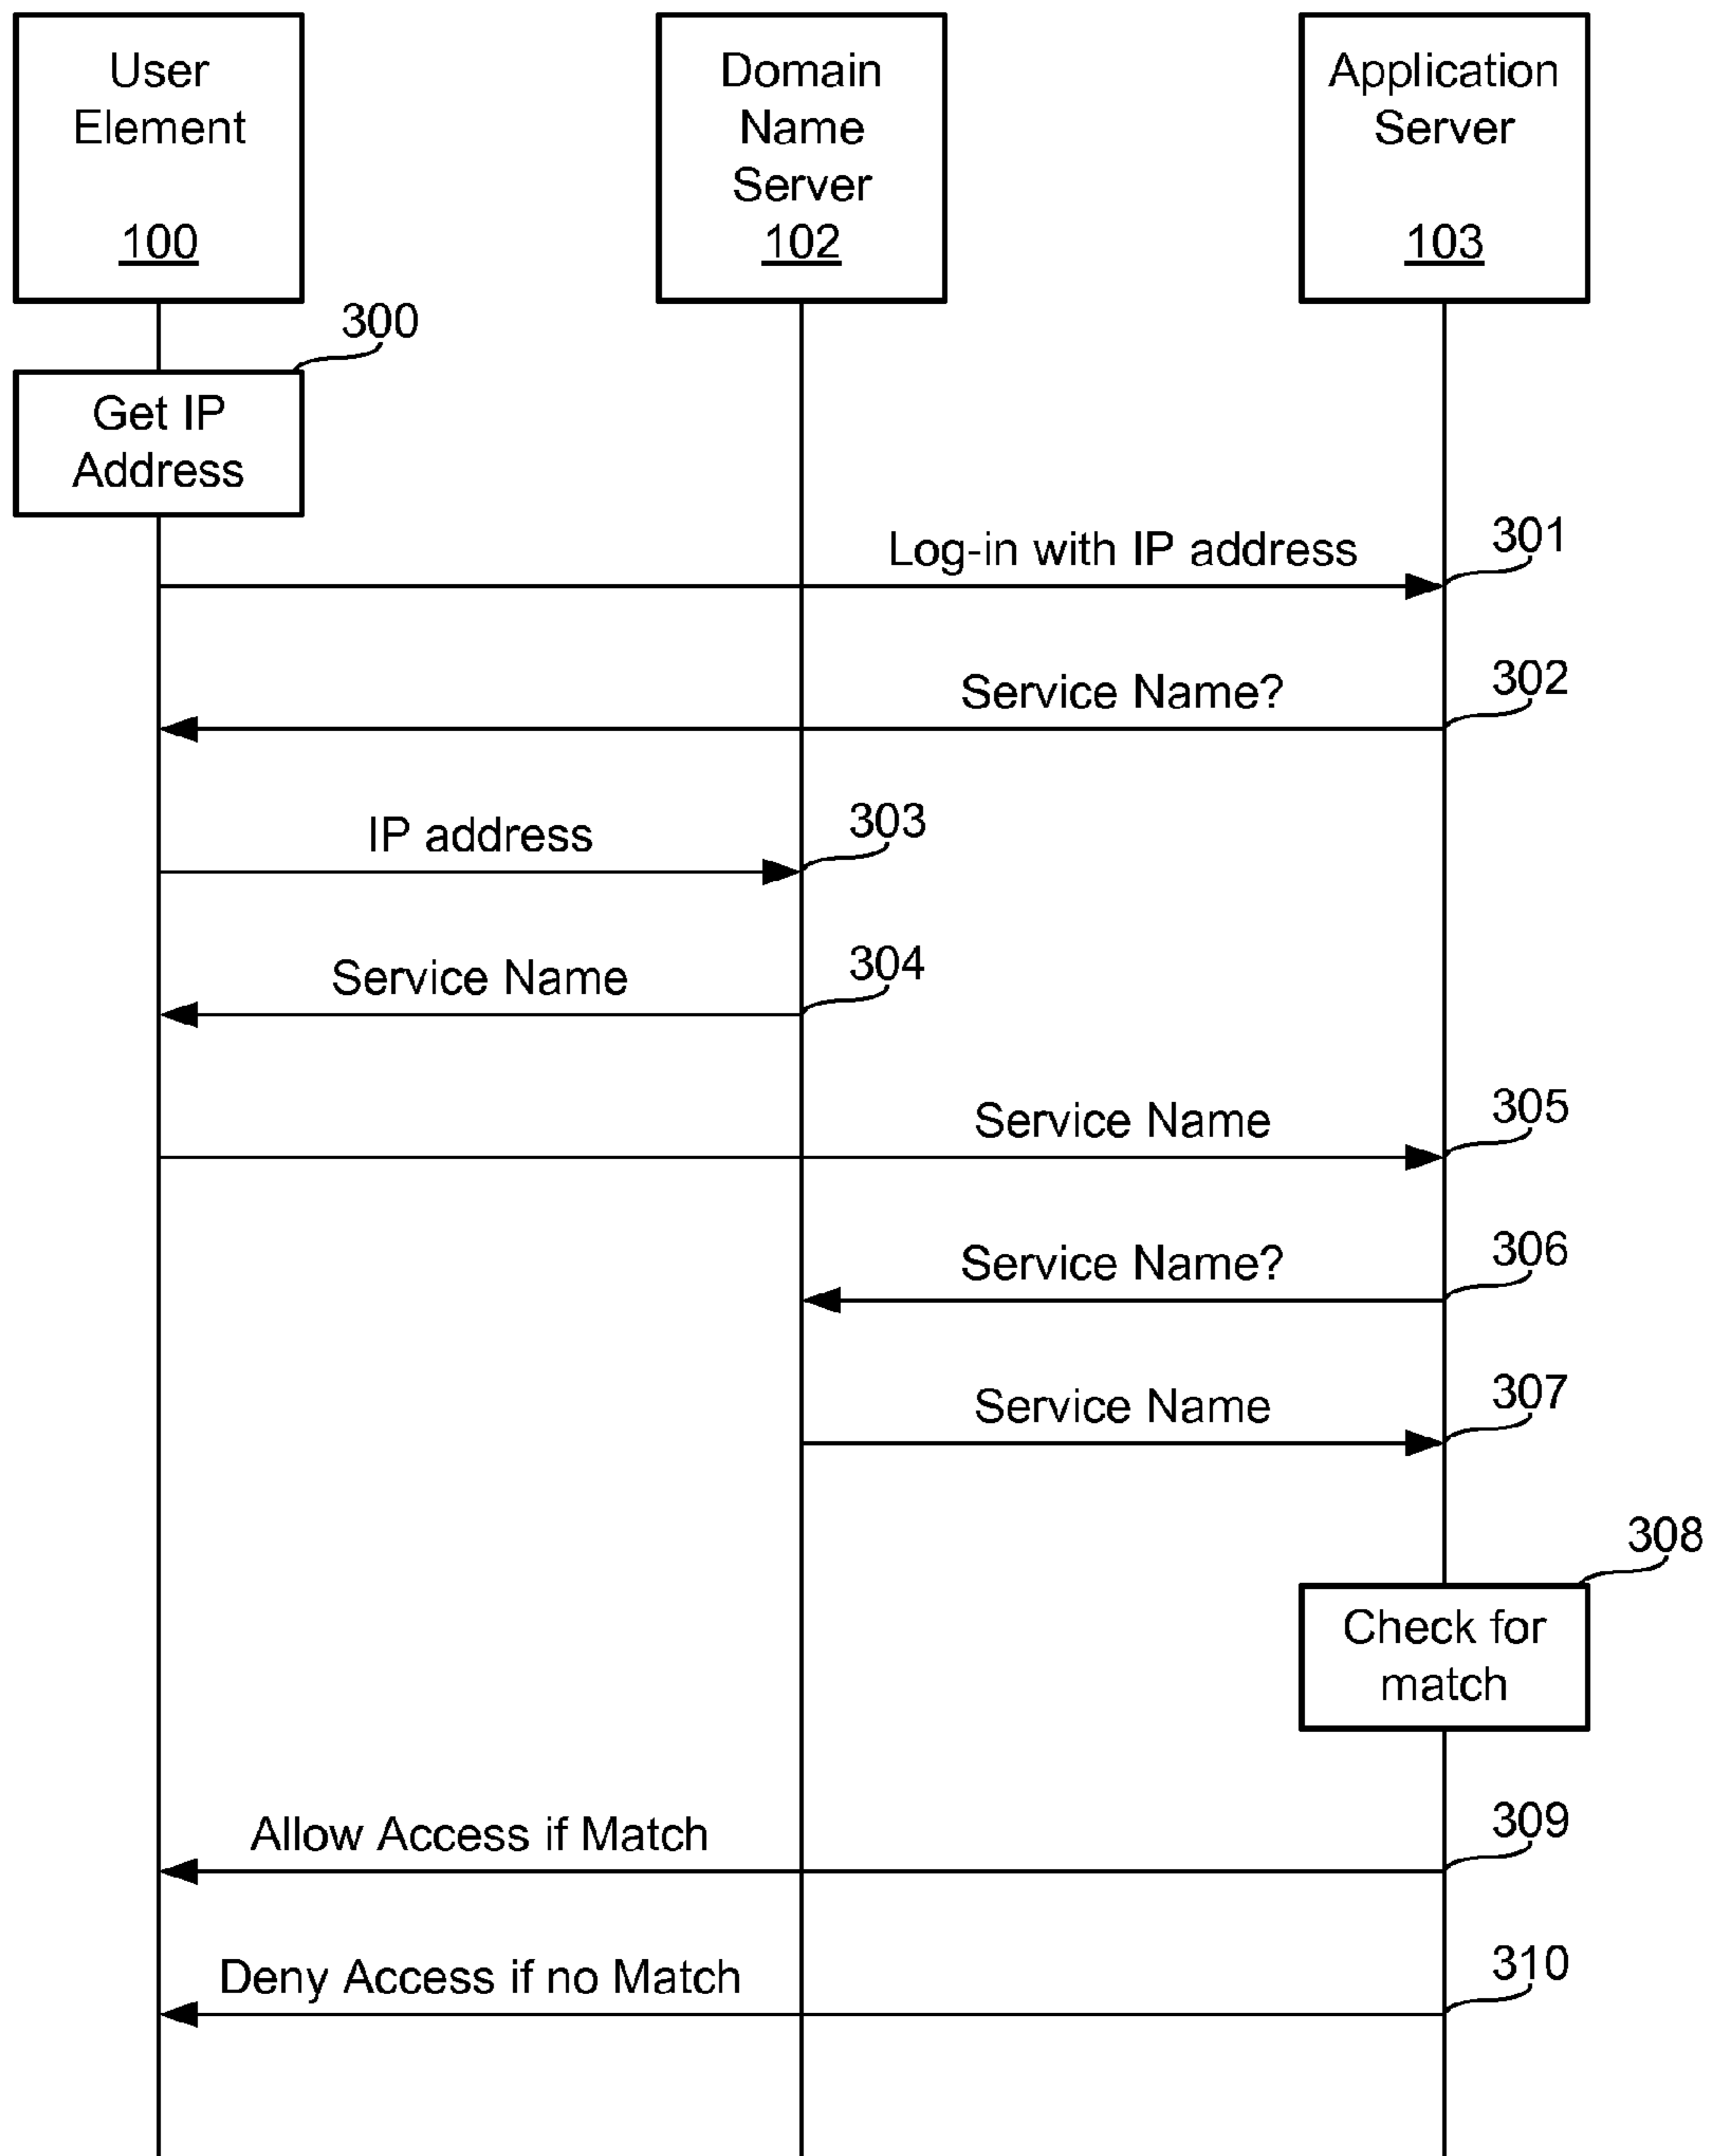 User
Element
100
Domain
Name
Server
102
Application
Server
103
300
Get IP
Address
Log-in with IP address
301
Service Name?
302
IP address
303
Service Name
304
Service Name
305
Service Name?
306
Service Name
307
308
Check for
match
Allow Access if Match
309
Deny Access if no Match
310